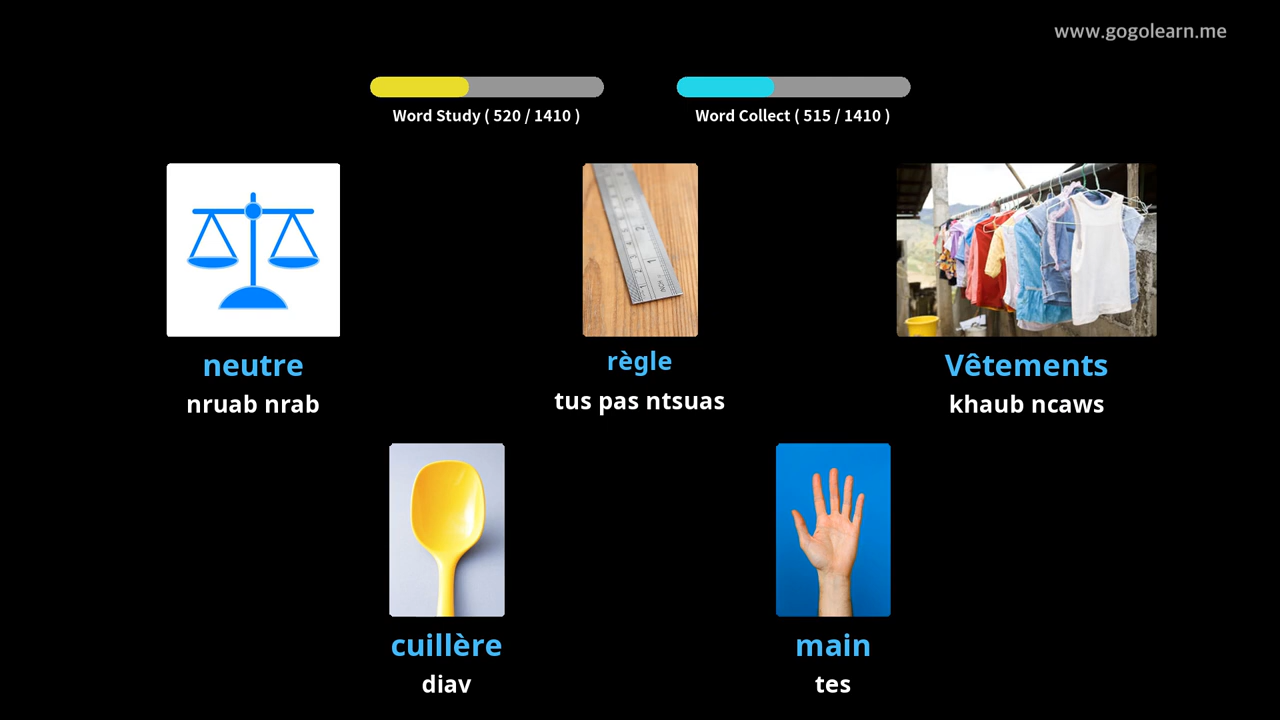 www.gogolearn.me
Word Study ( 520 / 1410 )
Word Collect ( 515 / 1410 )
neutre
nruab nrab
règle
tus pas ntsuas
Vêtements
khaub ncaws
cuillère
diav
main
tes